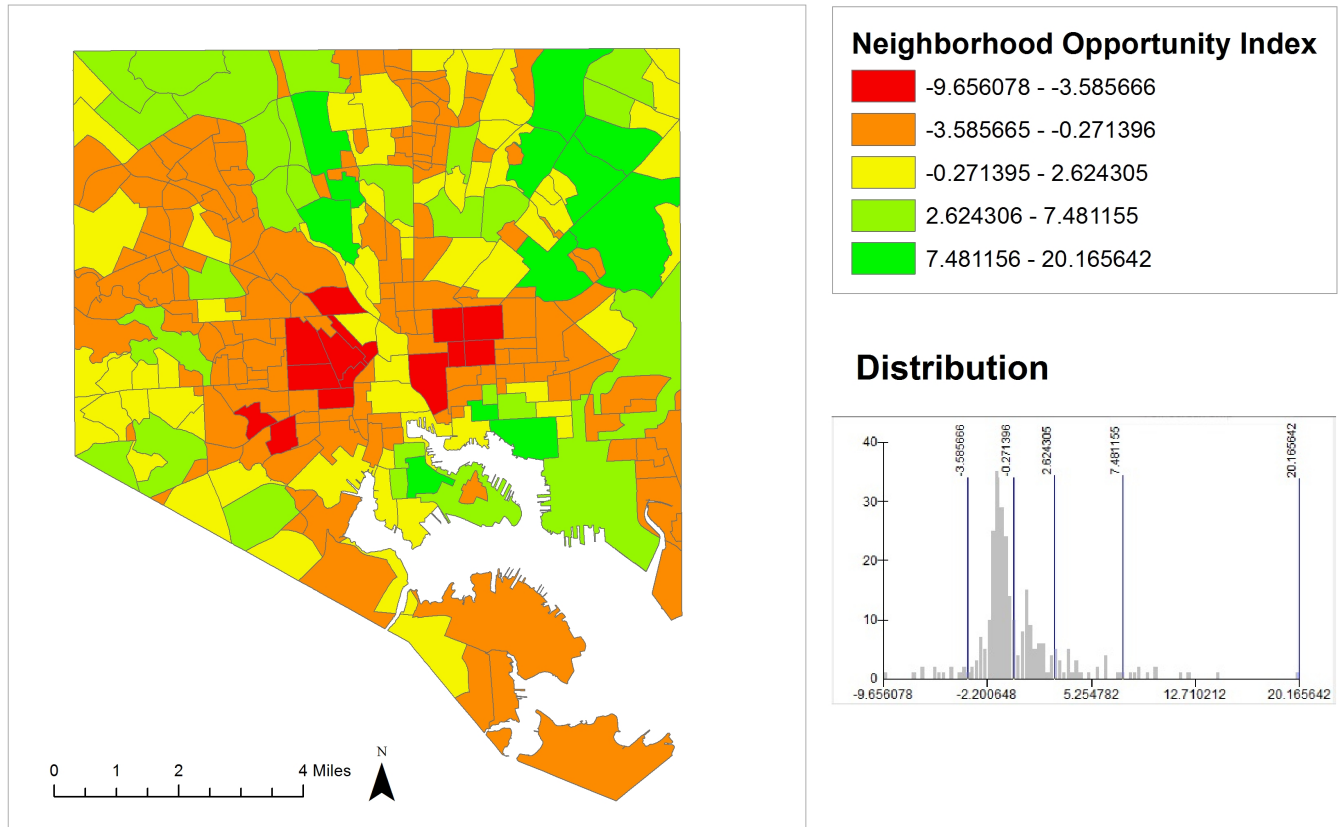 Neighborhood Opportunity Index
-9.656078 - -3.585666
-3.585665 - -0.271396
-0.271395 - 2.624305
2.624306 - 7.481155
7.481156 - 20.165642
Distribution
-3.585666
-0.271396
2.624305
7.481155
20.165642
40
30
20
10
0
-9.656078 -2.200648 5.254782 12.710212 20.165642
N
0 1 2 4 Miles